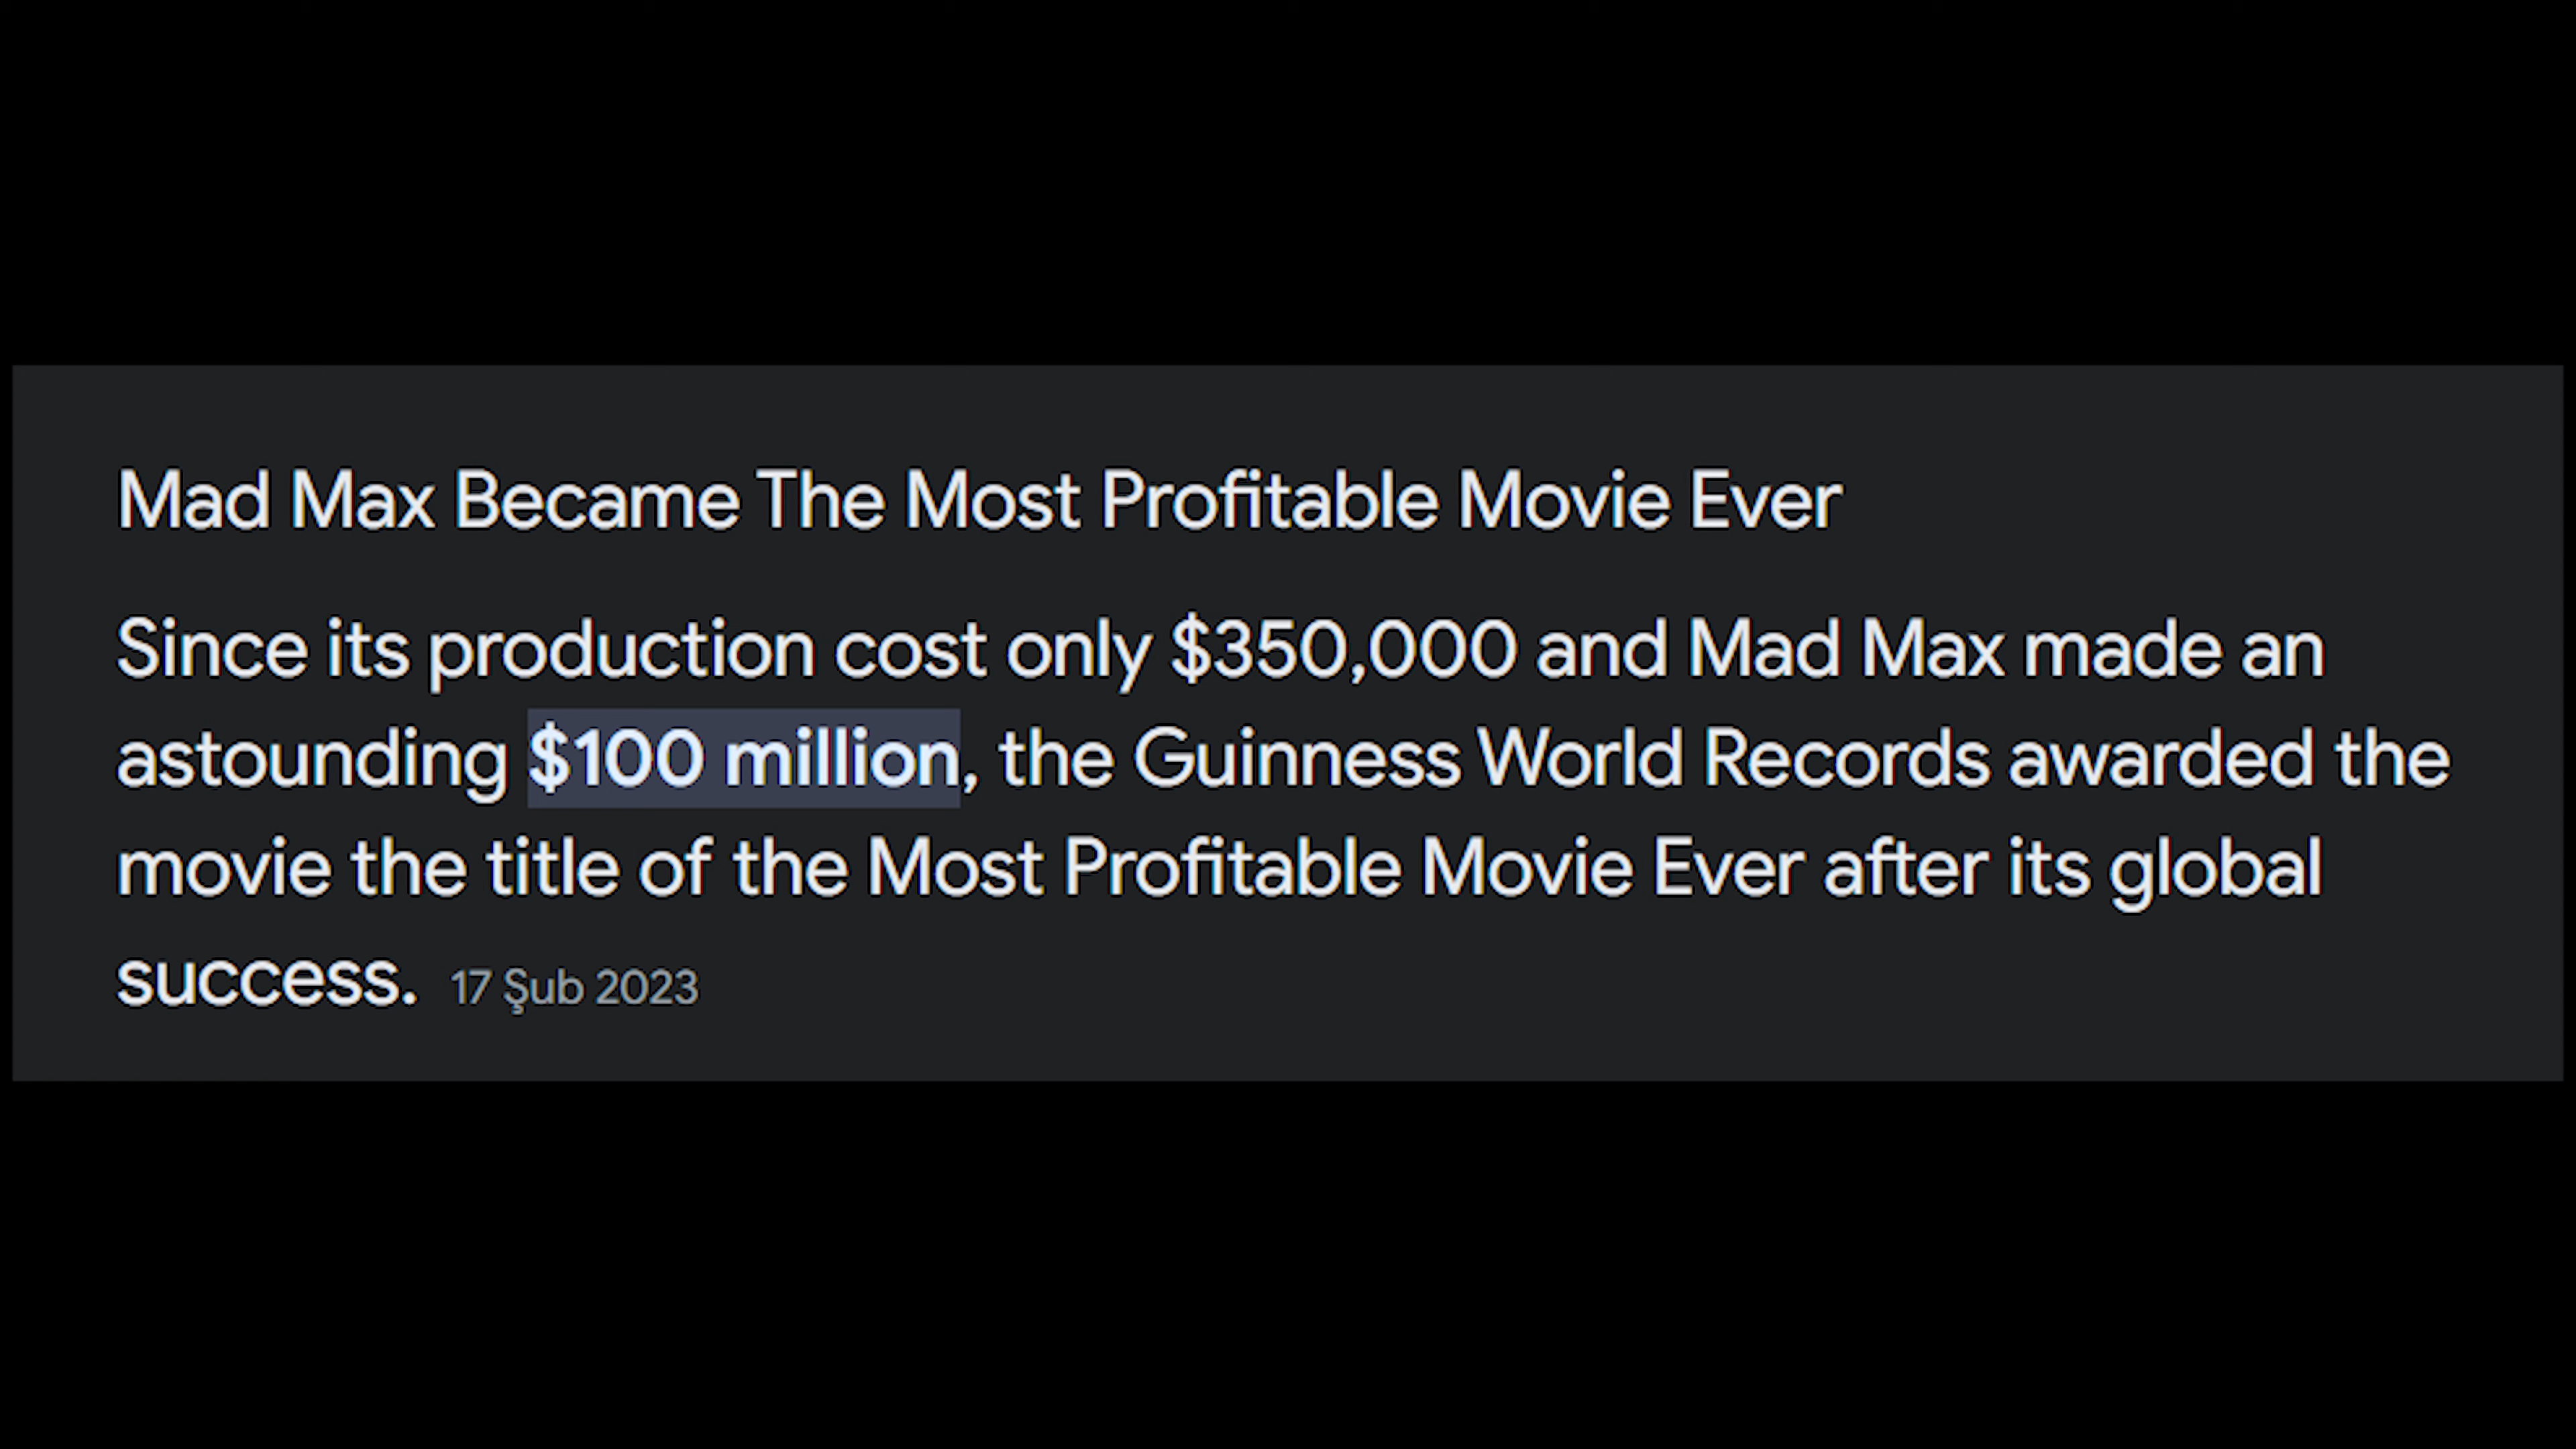 Mad Max Became The Most Profitable Movie Ever
Since its production cost only $350,000 and Mad Max made an
astounding $100 million, the Guinness World Records awarded the
movie the title of the Most Profitable Movie Ever after its global
success. 17 Şub 2023